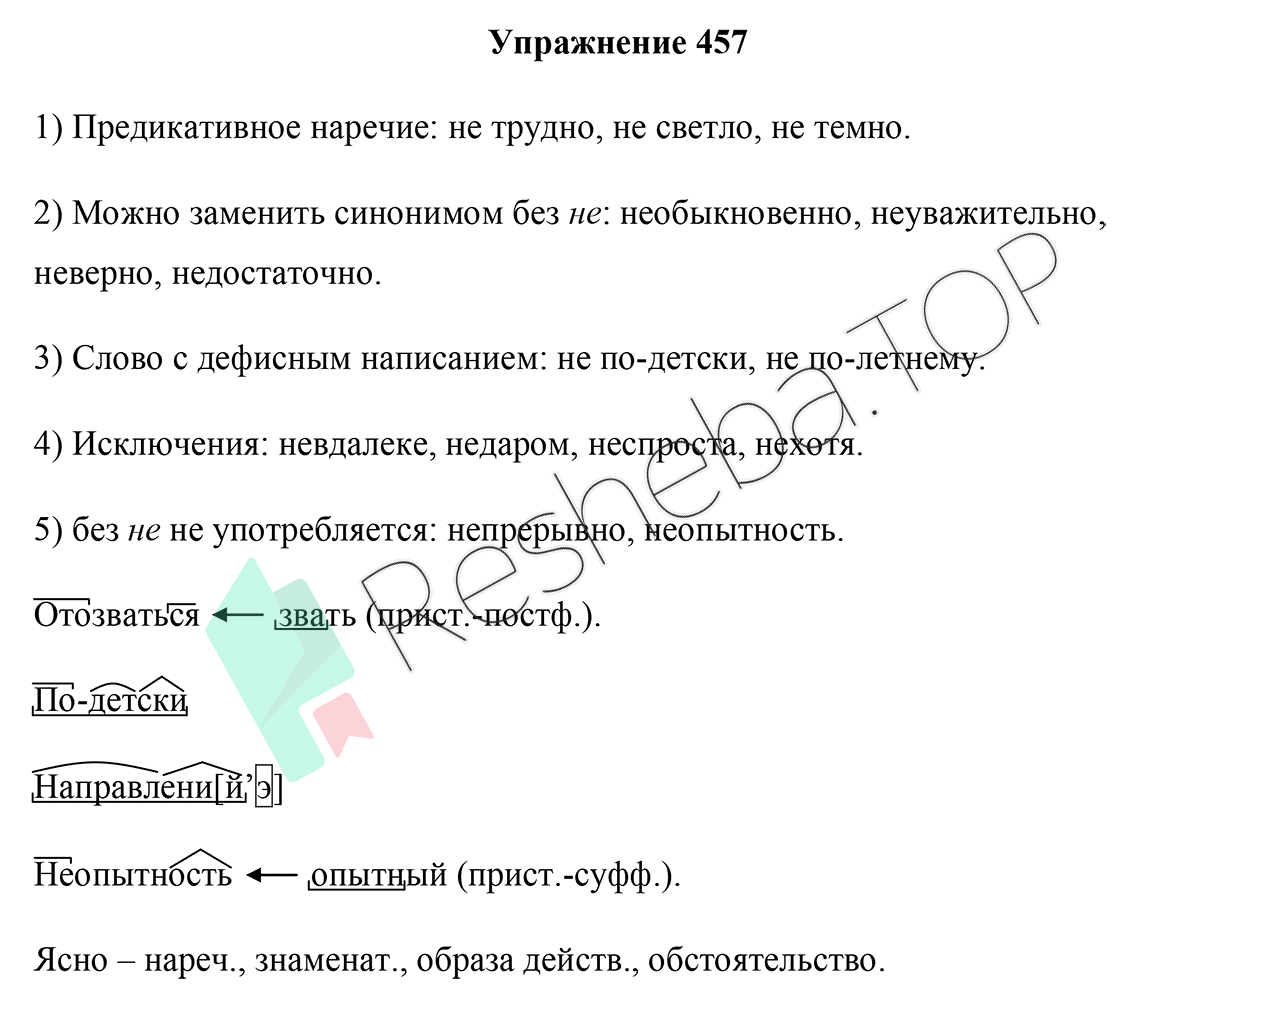 Упражнение 457
1) Предикативное наречие: не трудно, не светло, не темно.
2) Можно заменить синонимом без не: необыкновенно, неуважительно,
неверно, недостаточно.
3) Слово с дефисным написанием: не по-детски, не по-летнему.
4) Исключения: невдалеке, недаром, неспроста, нехотя.
5) без не не употребляется: непрерывно, неопытность.
Отозваться ← звать (прист.-постф.).
По-детски
Направлени[й’э]
Неопытность ← опытный (прист.-суфф.).
Ясно – нареч., знаменат., образа действ., обстоятельство.
Resheba.TOP